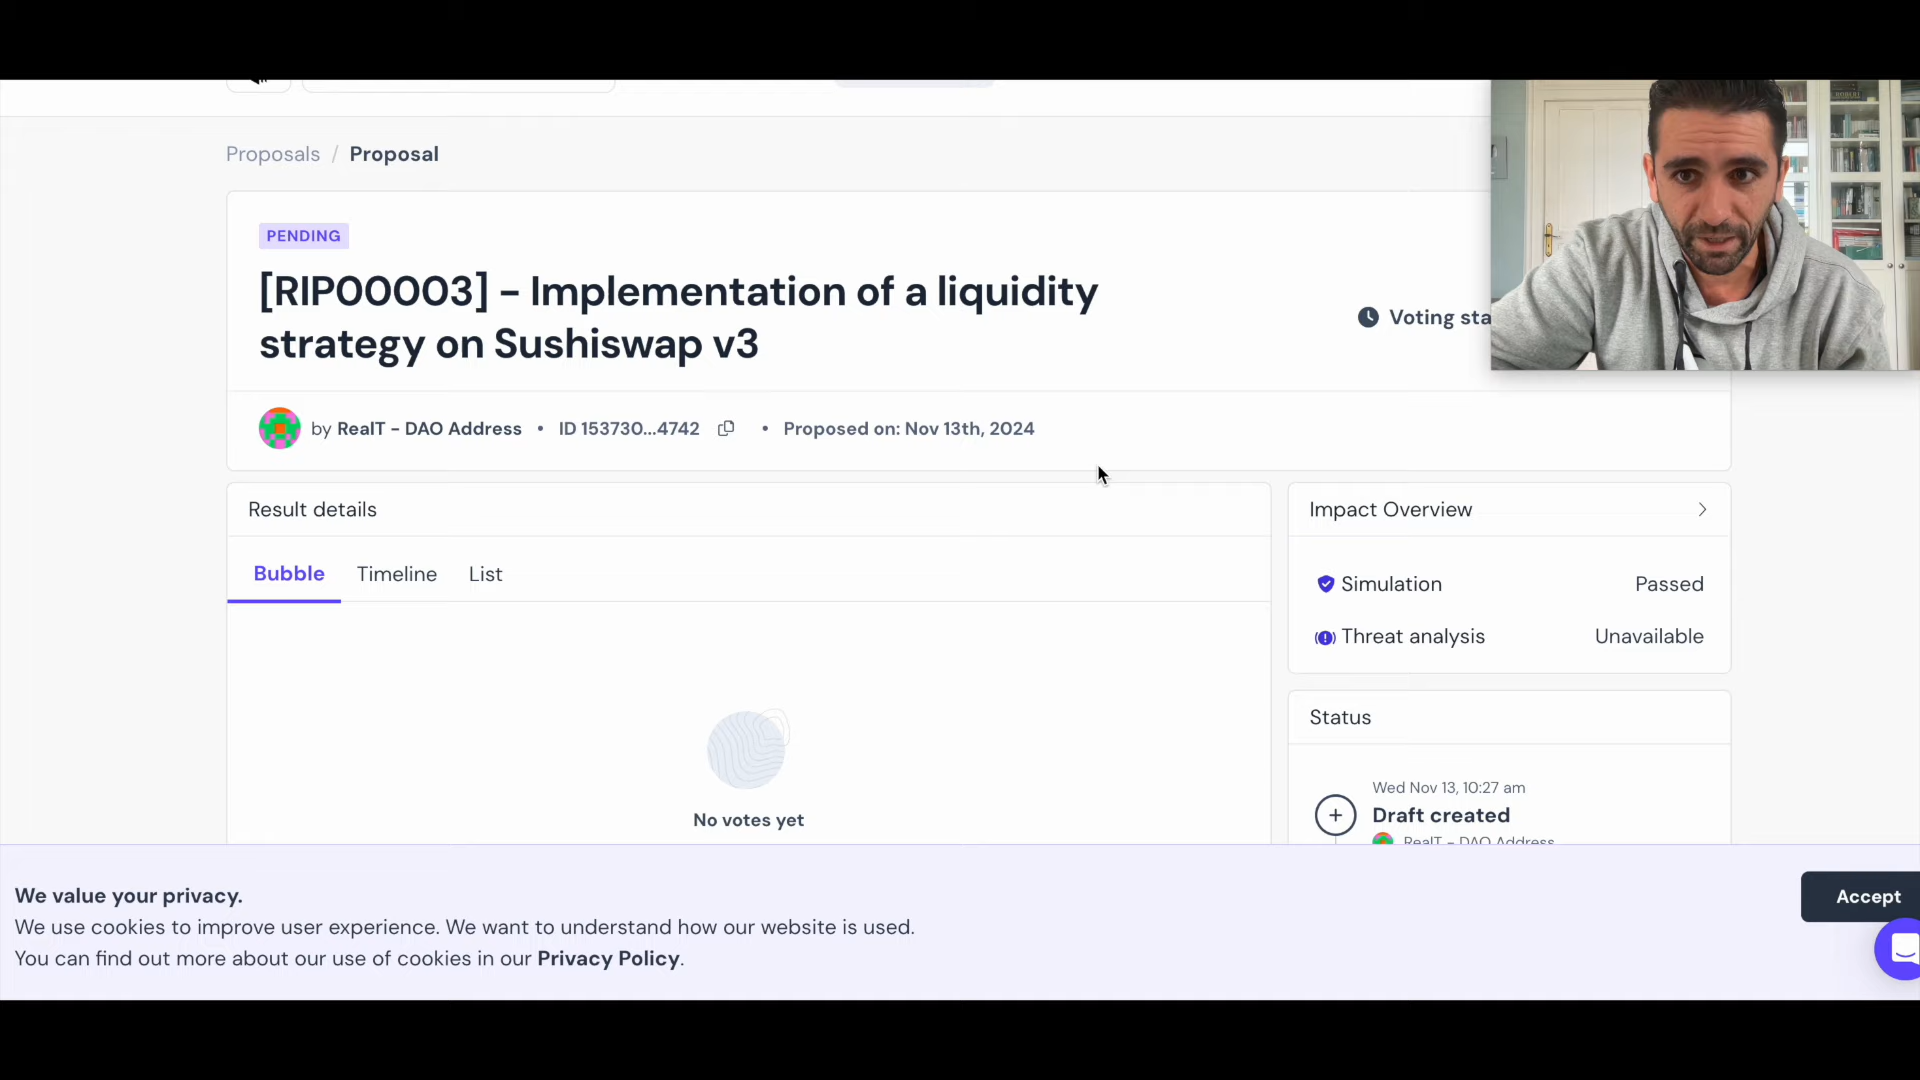 Proposals / Proposal
PENDING
[RIP00003] – Implementation of a liquidity
strategy on Sushiswap v3
Voting sta
by RealT – DAO Address • ID 153730...4742 • Proposed on: Nov 13th, 2024
Result details
Bubble Timeline List
No votes yet
Impact Overview
Simulation Passed
Threat analysis Unavailable
Status
Wed Nov 13, 10:27 am
Draft created
RealT – DAO Address
We value your privacy.
We use cookies to improve user experience. We want to understand how our website is used.
You can find out more about our use of cookies in our Privacy Policy.
Accept